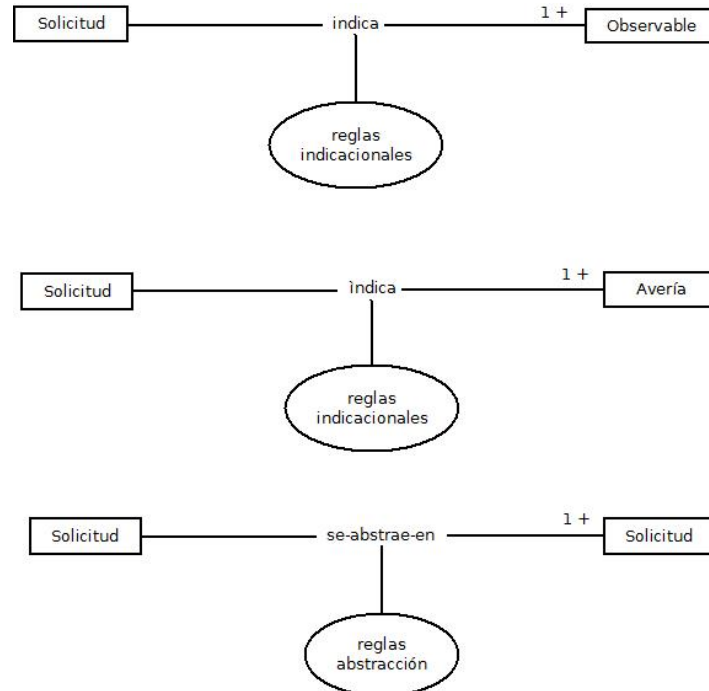 Solicitud indica 1 + Observable
reglas
indicacionales
Solicitud indica 1 + Avería
reglas
indicacionales
Solicitud se-abstrae-en 1 + Solicitud
reglas
abstracción